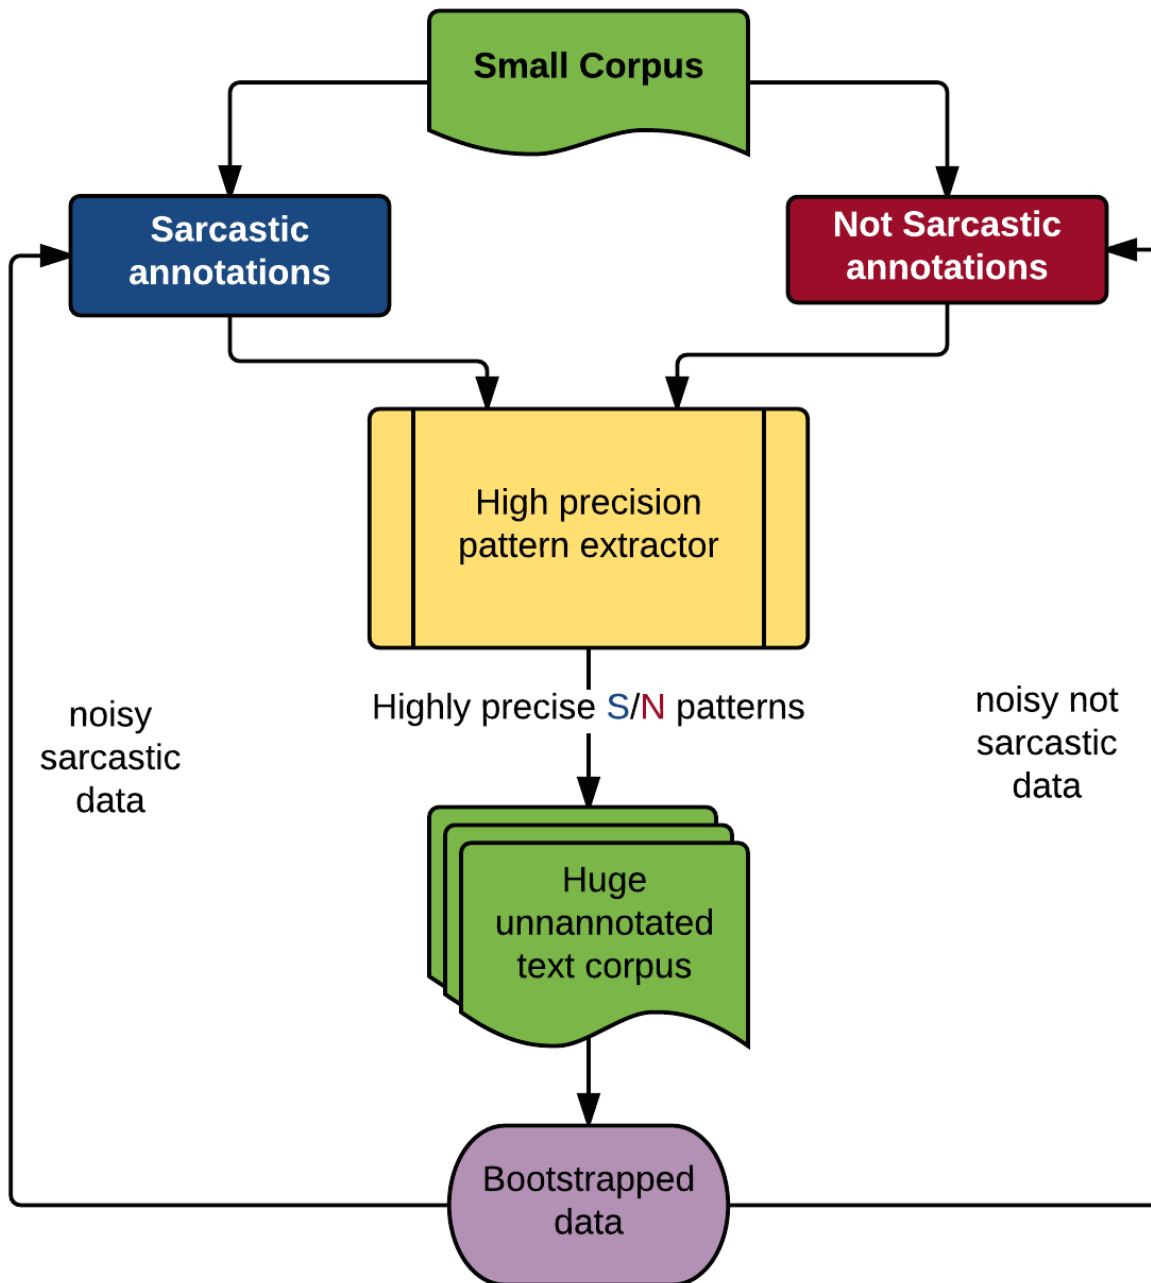 Small Corpus
Sarcastic
annotations
Not Sarcastic
annotations
High precision
pattern extractor
Highly precise S/N patterns
noisy
sarcastic
data
noisy not
sarcastic
data
Huge
unnannotated
text corpus
Bootstrapped
data